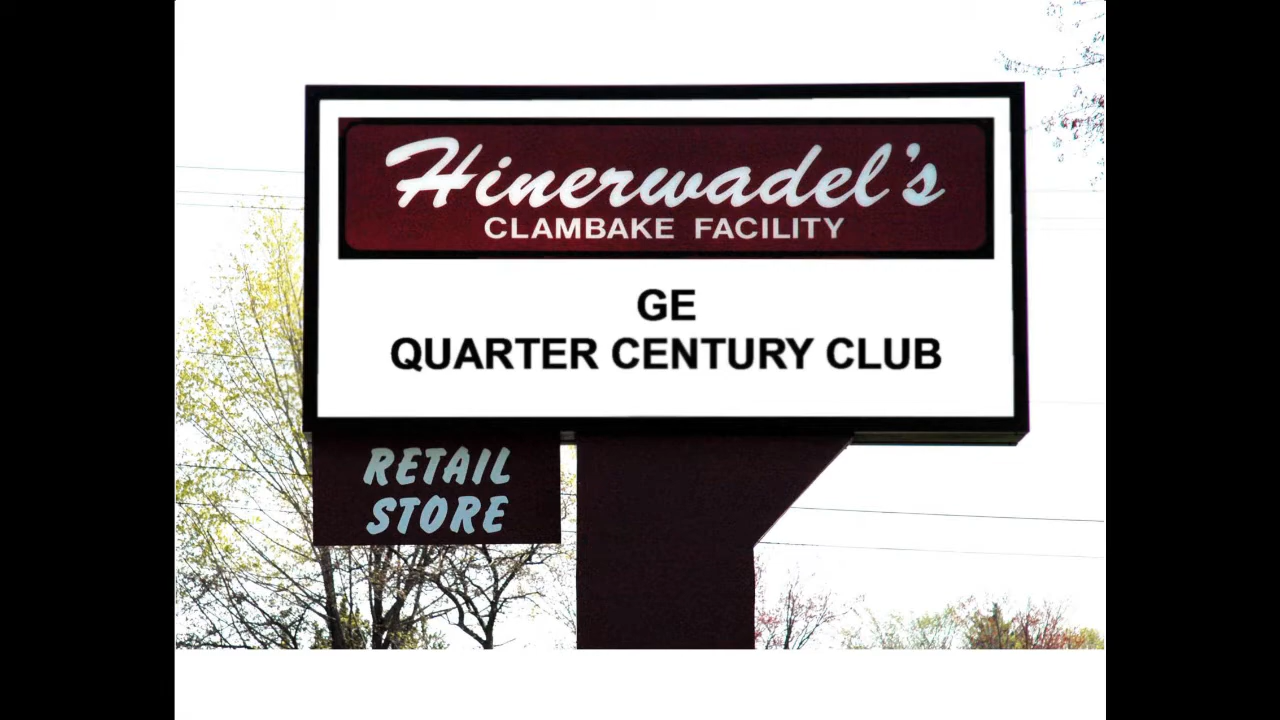 Hinerwadel's
CLAMBAKE FACILITY
GE
QUARTER CENTURY CLUB
RETAIL
STORE